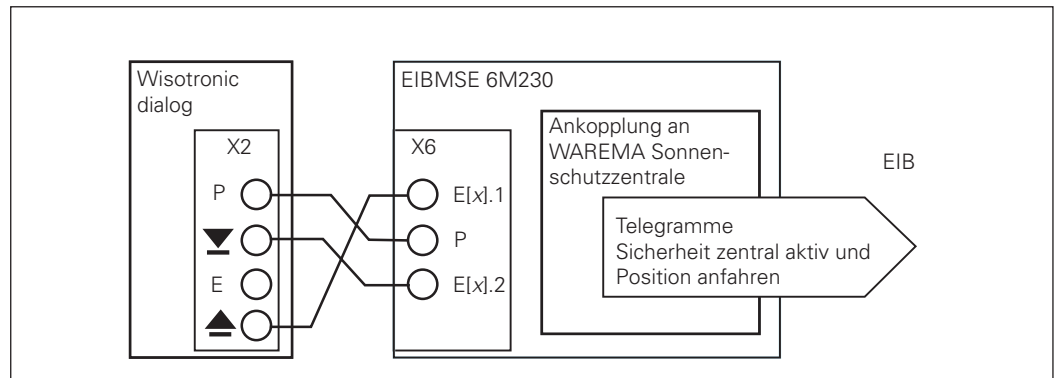 Wisotronic
dialog
X2
P
E
EIBMSE 6M230
X6
E[x].1
P
E[x].2
Ankopplung an
WAREMA Sonnen-
schutzzentrale
Telegramme
Sicherheit zentral aktiv und
Position anfahren
EIB